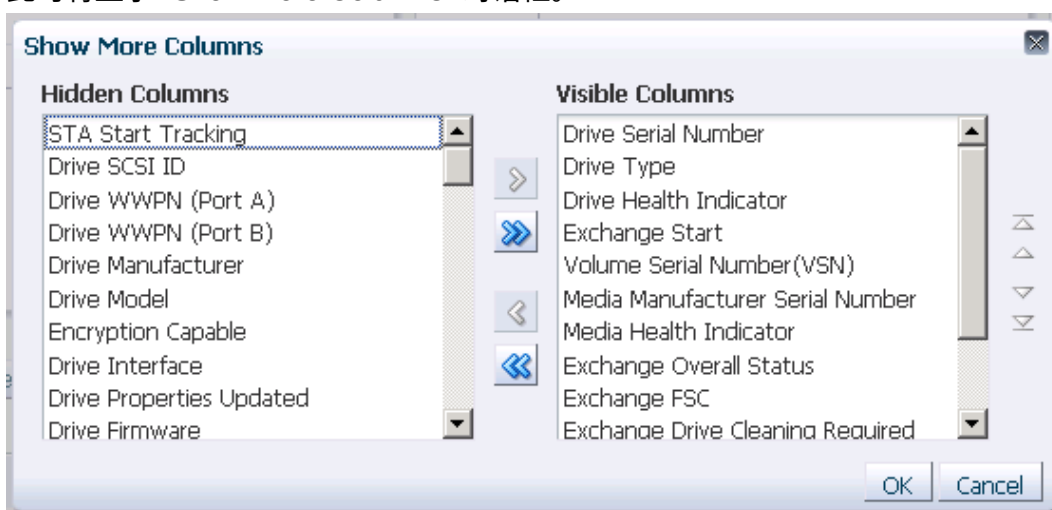 Show More Columns
Hidden Columns
STA Start Tracking
Drive SCSI ID
Drive WWPN (Port A)
Drive WWPN (Port B)
Drive Manufacturer
Drive Model
Encryption Capable
Drive Interface
Drive Properties Updated
Drive Firmware
Visible Columns
Drive Serial Number
Drive Type
Drive Health Indicator
Exchange Start
Volume Serial Number(VSN)
Media Manufacturer Serial Number
Media Health Indicator
Exchange Overall Status
Exchange FSC
Exchange Drive Cleaning Required
OK
Cancel